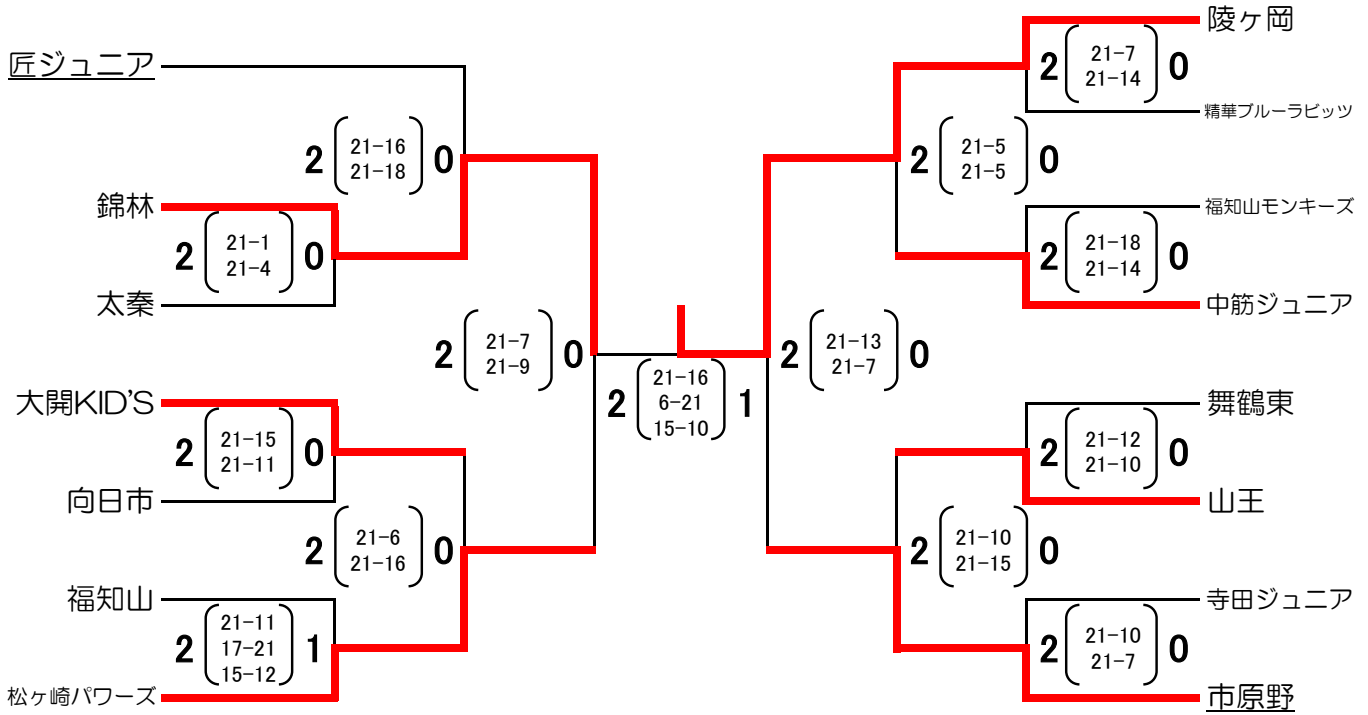 匠ジュニア
2 21-16 0
21-18
錦林
2 21-1 0
21-4
太秦
2 21-7 0
21-9
大開KID'S
2 21-15 0
21-11
向日市
2 21-6 0
21-16
福知山
2 21-11 1
17-21
15-12
松ヶ崎パワーズ
2 21-16 1
6-21
15-10
陵ヶ岡
2 21-7 0
21-14
精華ブルーラビッツ
2 21-5 0
21-5
福知山モンキーズ
2 21-18 0
21-14
中筋ジュニア
2 21-13 0
21-7
舞鶴東
2 21-12 0
21-10
山王
2 21-10 0
21-15
寺田ジュニア
2 21-10 0
21-7
市原野